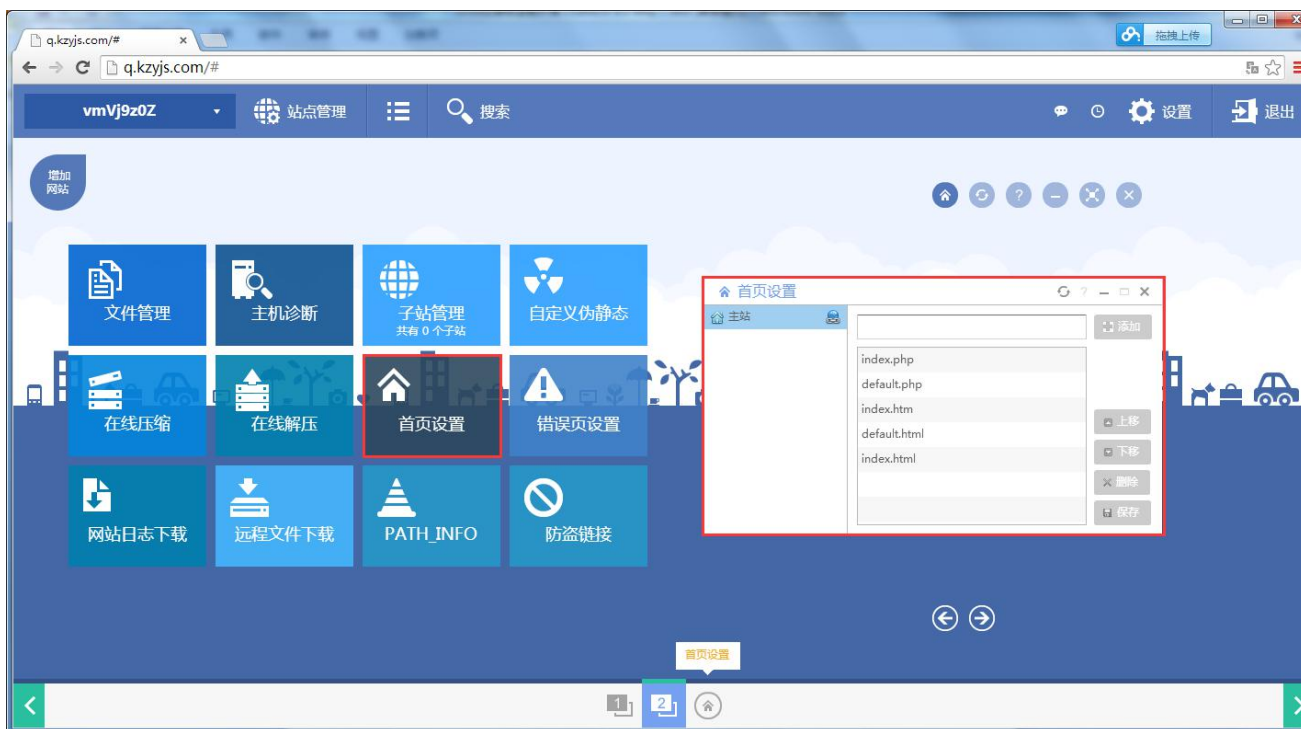 q.kzyjs.com/#
拖拽上传
q.kzyjs.com/#
vmVj9z0Z
站点管理
搜索
设置
退出
增加
网站
文件管理
主机诊断
子站管理
共有 0 个子站
自定义伪静态
首页设置
主站
添加
index.php
default.php
index.htm
default.html
index.html
上移
下移
删除
保存
在线压缩
在线解压
首页设置
错误页设置
网站日志下载
远程文件下载
PATH_INFO
防盗链接
首页设置
1
2